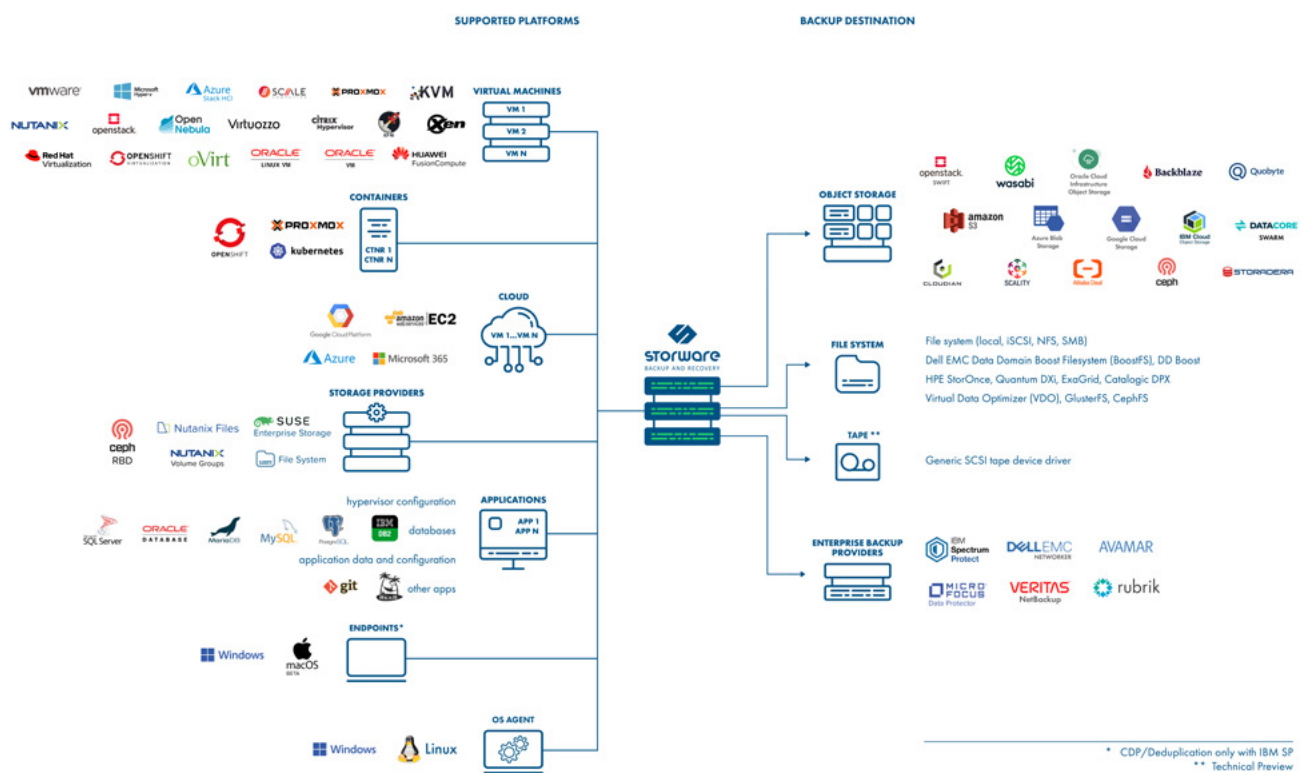 SUPPORTED PLATFORMS
BACKUP DESTINATION
vmware
Microsoft Hyper-v
Azure Stack HCI
SCALE
PROXMOX
KVM
VIRTUAL MACHINES
VM 1
VM 2
VM N
NUTANIX
openstack.
Open Nebula
Virtuozzo
citrix Hypervisor
Xen
Red Hat Virtualization
OPENSHIFT VIRTUALIZATION
oVirt
ORACLE LINUX VM
ORACLE VM
HUAWEI FusionCompute
CONTAINERS
OPENSHIFT
PROXMOX
kubernetes
CTNR 1
CTNR N
CLOUD
Google Cloud Platform
amazon web services EC2
VM 1...VM N
Azure
Microsoft 365
STORAGE PROVIDERS
ceph
RBD
Nutanix Files
SUSE
Enterprise Storage
NUTANIX
Volume Groups
File System
APPLICATIONS
hypervisor configuration
APP 1
APP N
SQL Server
ORACLE DATABASE
MariaDB
MySQL
PostgreSQL
IBM DB2
databases
application data and configuration
git
other apps
ENDPOINTS*
Windows
macOS
BETA
OS AGENT
Windows
Linux
STORWARE
BACKUP AND RECOVERY
OBJECT STORAGE
openstack.
SWIFT
wasabi
Oracle Cloud
Infrastructure
Object Storage
Backblaze
Quobyte
amazon
S3
Azure Blob
Storage
Google Cloud
Storage
IBM Cloud
Object Storage
DATACORE
SWARM
CLOUDIAN
SCALITY
Alibaba Cloud
ceph
STORADERA
FILE SYSTEM
File system (local, iSCSI, NFS, SMB)
Dell EMC Data Domain Boost Filesystem (BoostFS), DD Boost
HPE StorOnce, Quantum DXi, ExaGrid, Catalogic DPX
Virtual Data Optimizer (VDO), GlusterFS, CephFS
TAPE **
Generic SCSI tape device driver
ENTERPRISE BACKUP
PROVIDERS
IBM
Spectrum
Protect
DELLEMC
NETWORKER
AVAMAR
MICRO
FOCUS
Data Protector
VERITAS
NetBackup
rubrik
* CDP/Deduplication only with IBM SP
** Technical Preview